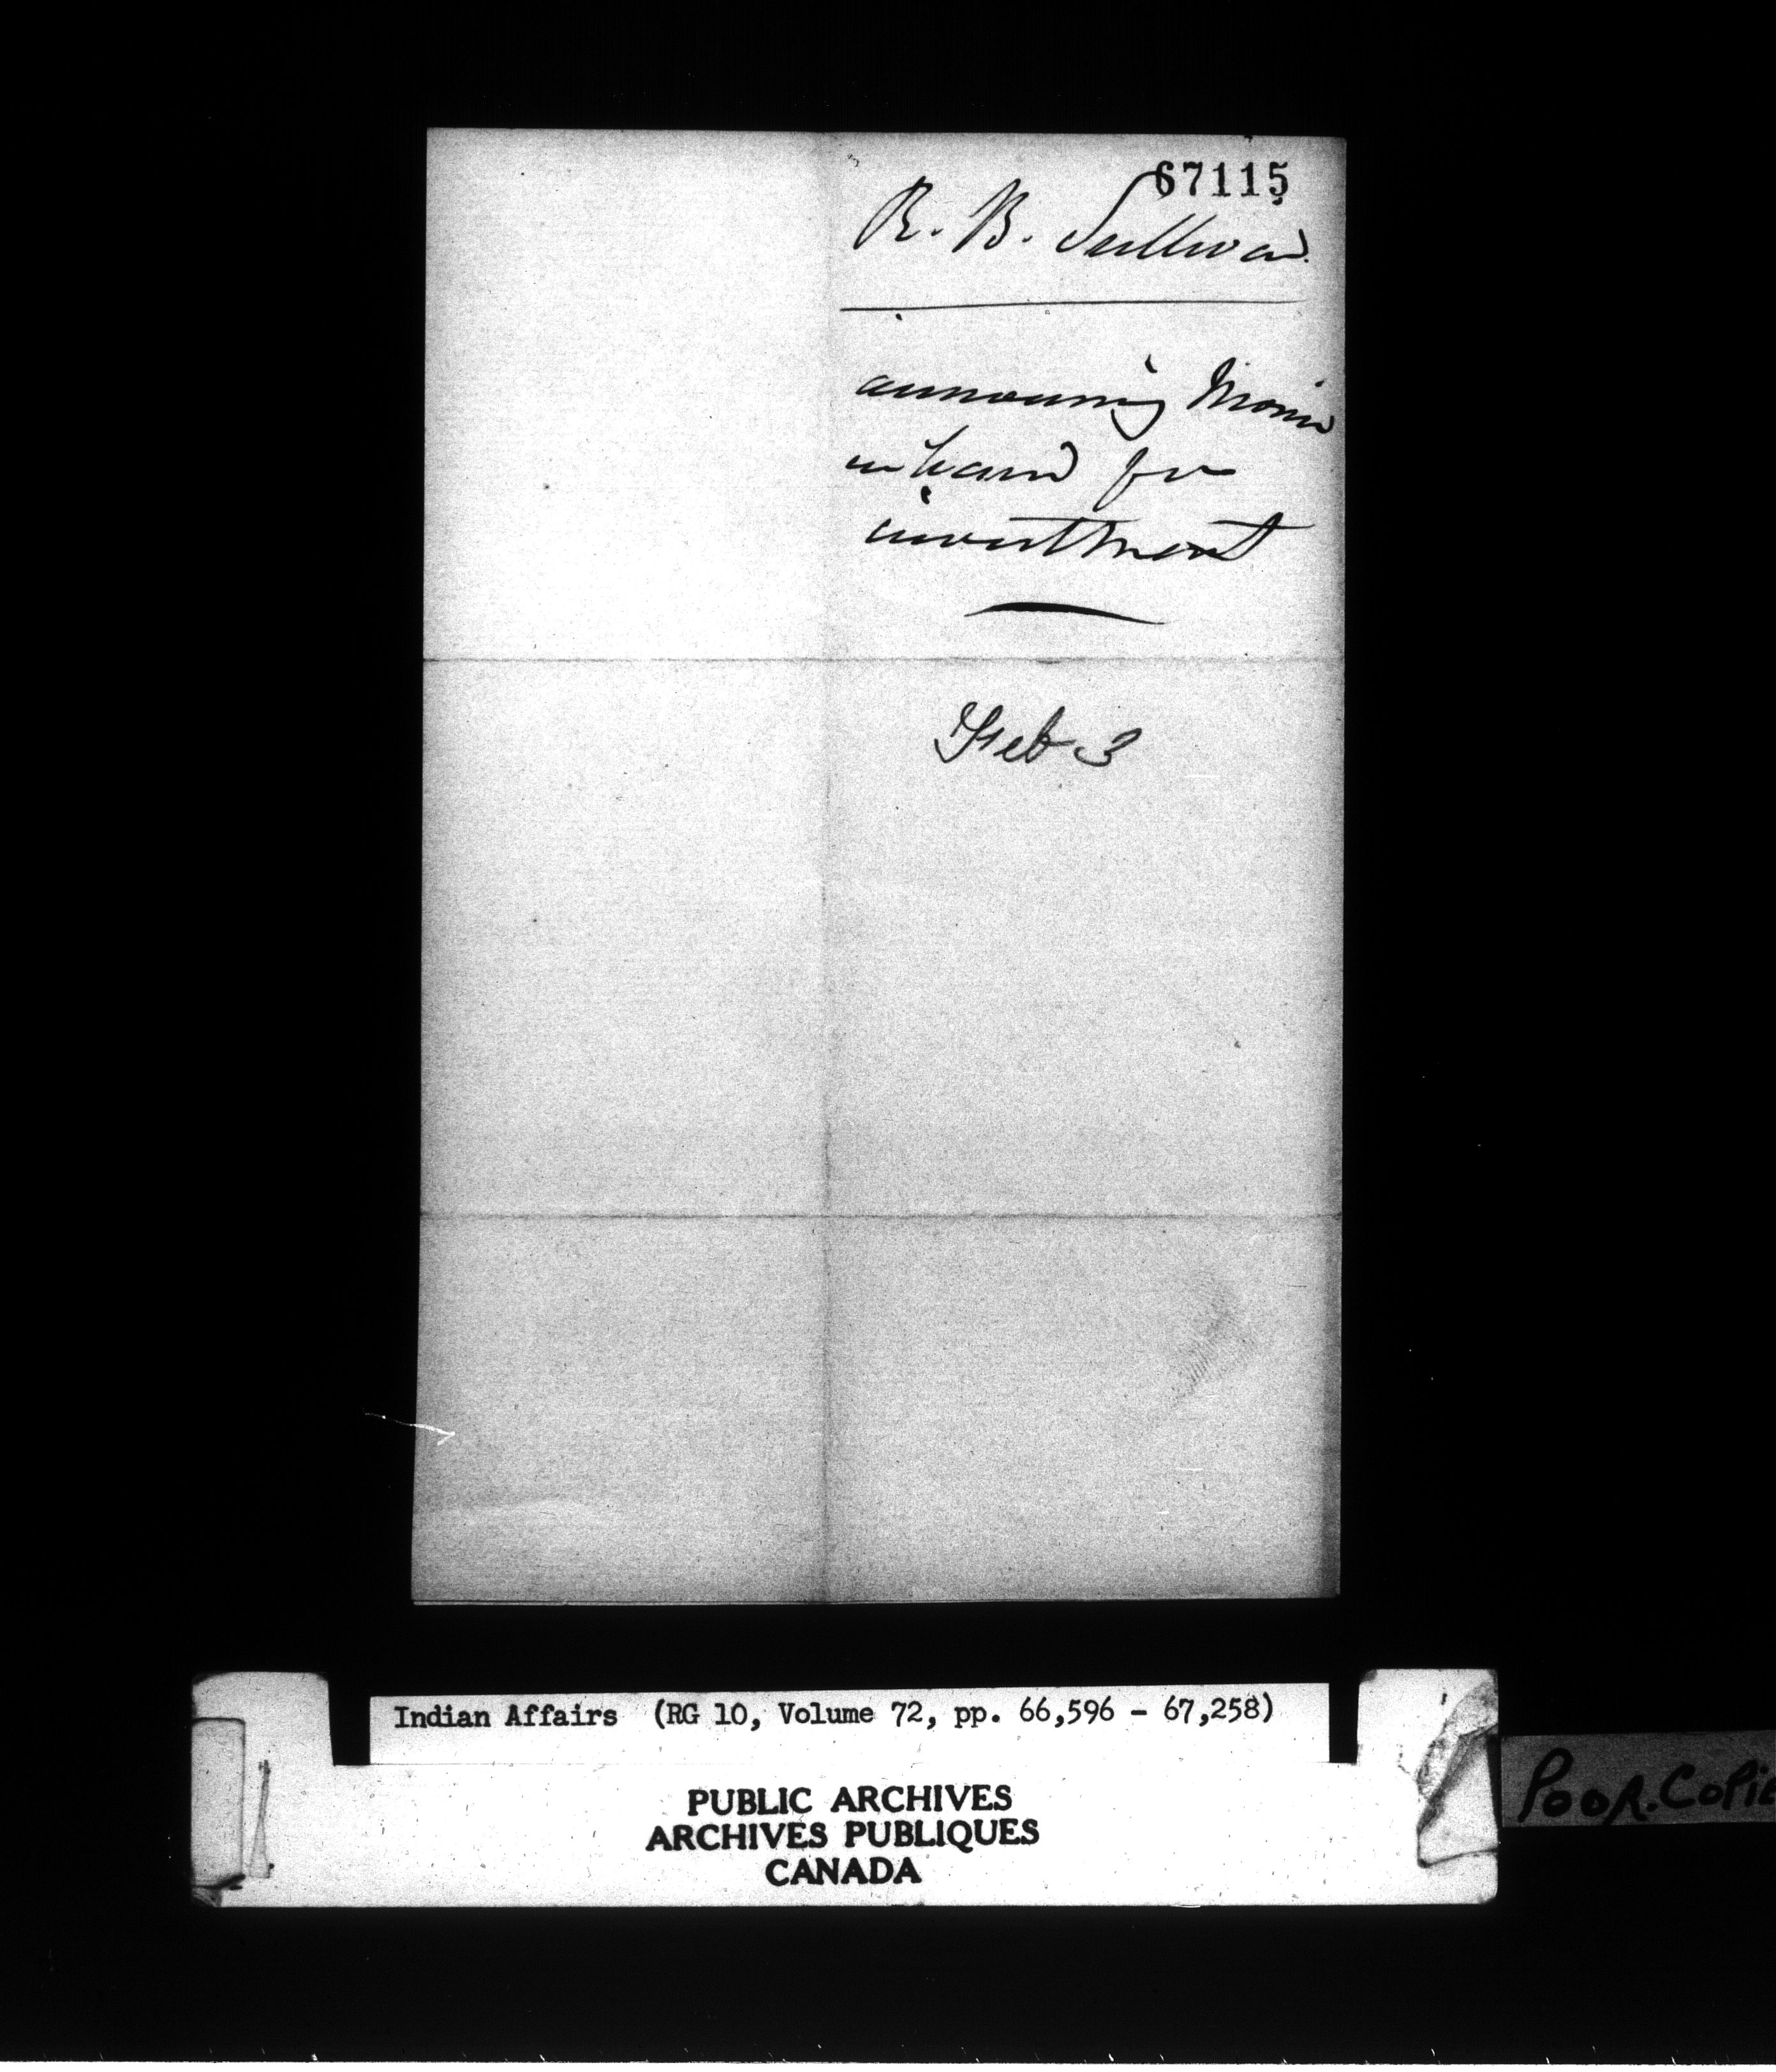 67115
R. B. Sullivan
announcing Monies
in hand for
investment
Feb 3
Indian Affairs (RG 10, Volume 72, pp. 66,596 - 67,258)
PUBLIC ARCHIVES
ARCHIVES PUBLIQUES
CANADA
POOR. COPIE